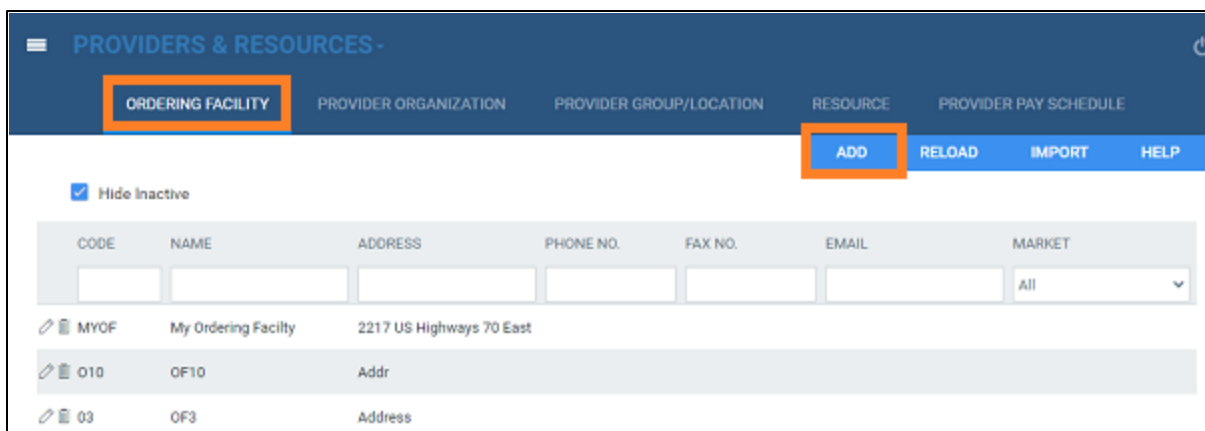 PROVIDERS & RESOURCES
ORDERING FACILITY PROVIDER ORGANIZATION PROVIDER GROUP/LOCATION RESOURCE PROVIDER PAY SCHEDULE
ADD RELOAD IMPORT HELP
Hide Inactive
CODE NAME ADDRESS PHONE NO. FAX NO. EMAIL MARKET
All
MYOF My Ordering Facilty 2217 US Highways 70 East
O10 OF10 Addr
03 OF3 Address